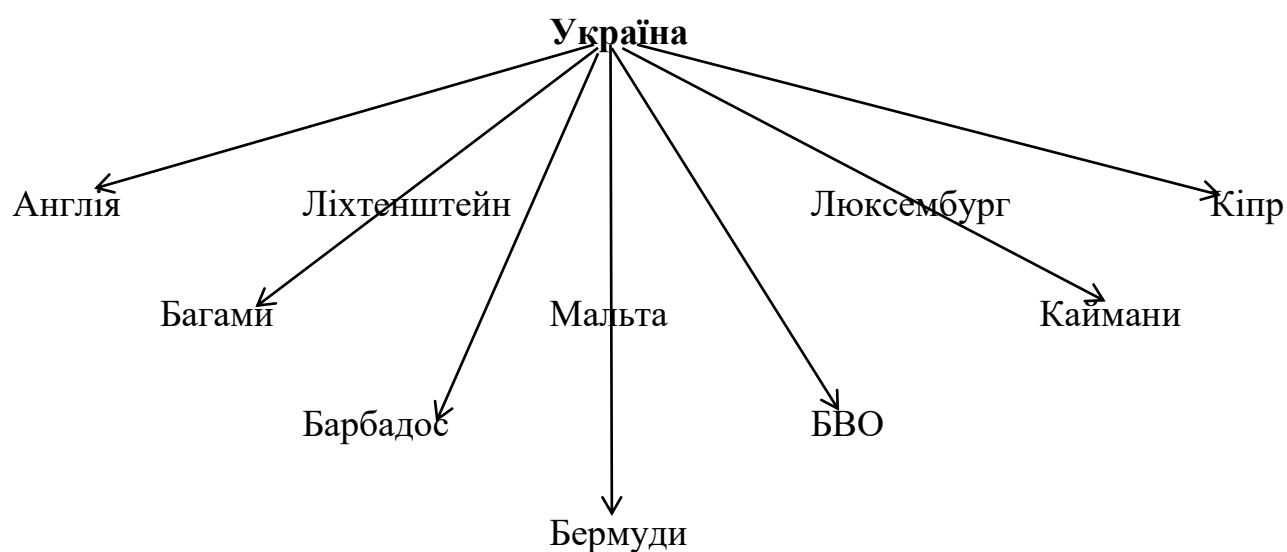 Україна
Англія Ліхтенштейн Люксембург Кіпр
Багами Мальта Каймани
Барбадос БВО
Бермуди